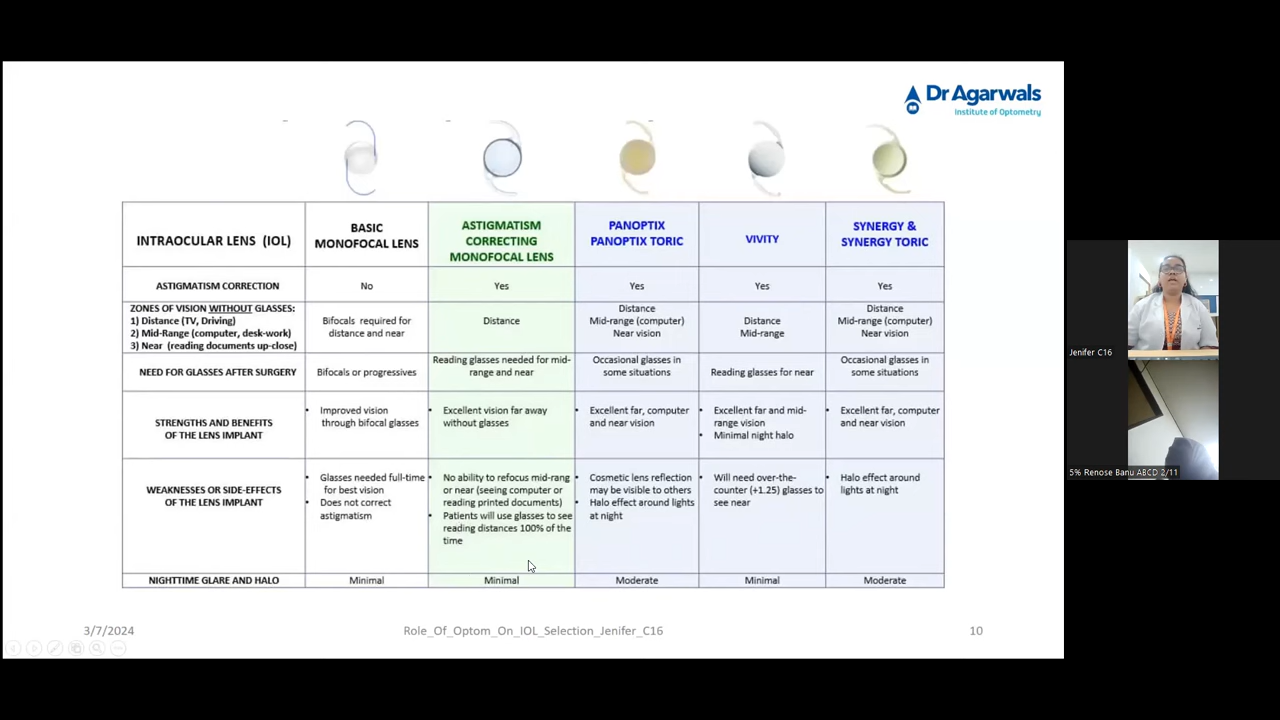 Dr Agarwals
Institute of Optometry
INTRAOCULAR LENS (IOL)
BASIC
MONOFOCAL LENS
ASTIGMATISM
CORRECTING
MONOFOCAL LENS
PANOPTIX
PANOPTIX TORIC
VIVITY
SYNERGY &
SYNERGY TORIC
ASTIGMATISM CORRECTION
No
Yes
Yes
Yes
Yes
ZONES OF VISION WITHOUT GLASSES:
1) Distance (TV, Driving)
2) Mid-Range (computer, desk-work)
3) Near (reading documents up-close)
Bifocals required for
distance and near
Distance
Distance
Mid-range (computer)
Near vision
Distance
Mid-range
Distance
Mid-range (computer)
Near vision
NEED FOR GLASSES AFTER SURGERY
Bifocals or progressives
Reading glasses needed for mid-
range and near
Occasional glasses in
some situations
Reading glasses for near
Occasional glasses in
some situations
STRENGTHS AND BENEFITS
OF THE LENS IMPLANT
• Improved vision
through bifocal glasses
• Excellent vision far away
without glasses
• Excellent far, computer
and near vision
• Excellent far and mid-
range vision
• Minimal night halo
• Excellent far, computer
and near vision
WEAKNESSES OR SIDE-EFFECTS
OF THE LENS IMPLANT
• Glasses needed full-time
for best vision
• Does not correct
astigmatism
• No ability to refocus mid-rang
or near (seeing computer or
reading printed documents)
• Patients will use glasses to see
reading distances 100% of the
time
• Cosmetic lens reflection
may be visible to others
• Halo effect around lights
at night
• Will need over-the-
counter (+1.25) glasses to
see near
• Halo effect around
lights at night
NIGHTTIME GLARE AND HALO
Minimal
Minimal
Moderate
Minimal
Moderate
3/7/2024
Role_Of_Optom_On_IOL_Selection_Jenifer_C16
10
Jenifer C16
5% Renose Banu ABCD 2/11